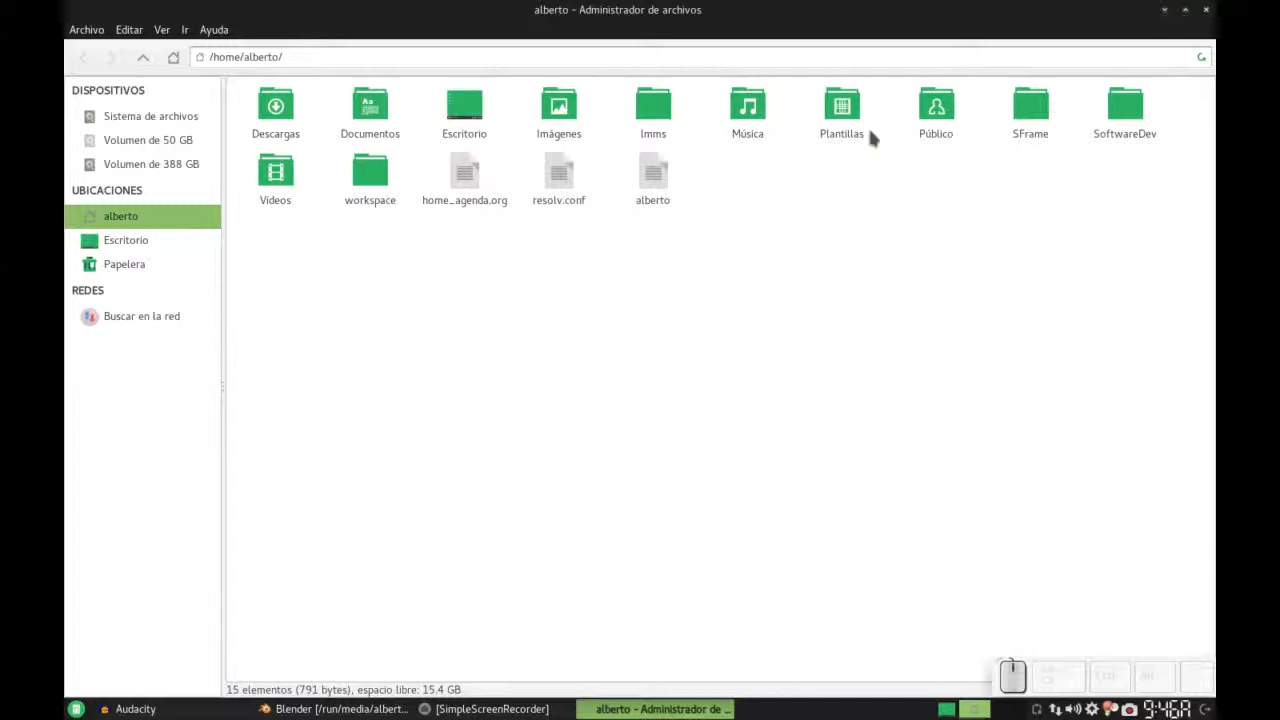 alberto - Administrador de archivos
Archivo Editar Ver Ir Ayuda
/home/alberto/
DISPOSITIVOS
Sistema de archivos
Volumen de 50 GB
Volumen de 388 GB
UBICACIONES
alberto
Escritorio
Papelera
REDES
Buscar en la red
Descargas Documentos Escritorio Imágenes lmms Música Plantillas Público SFrame SoftwareDev
Vídeos workspace home_agenda.org resolv.conf alberto
15 elementos (791 bytes), espacio libre: 15.4 GB
Audacity Blender [/run/media/albert... [SimpleScreenRecorder] alberto - Administrador de ...